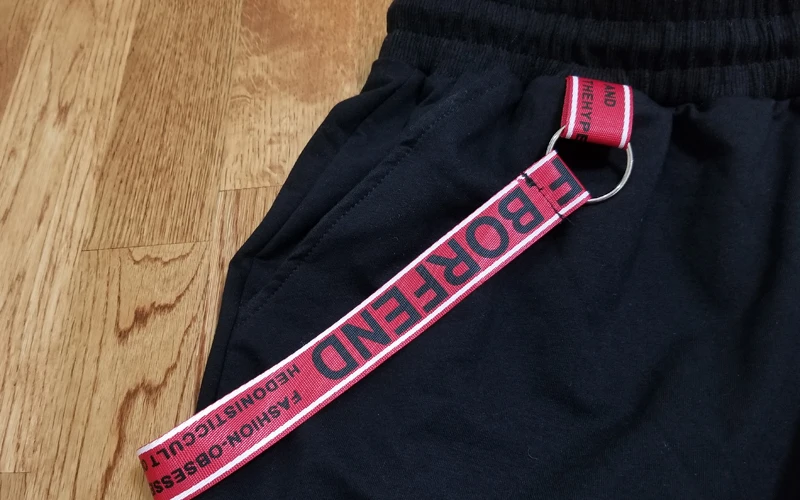 AND
THEHYPE
BORFEND
FASHION-OBSESS
HEDONISTICCULT